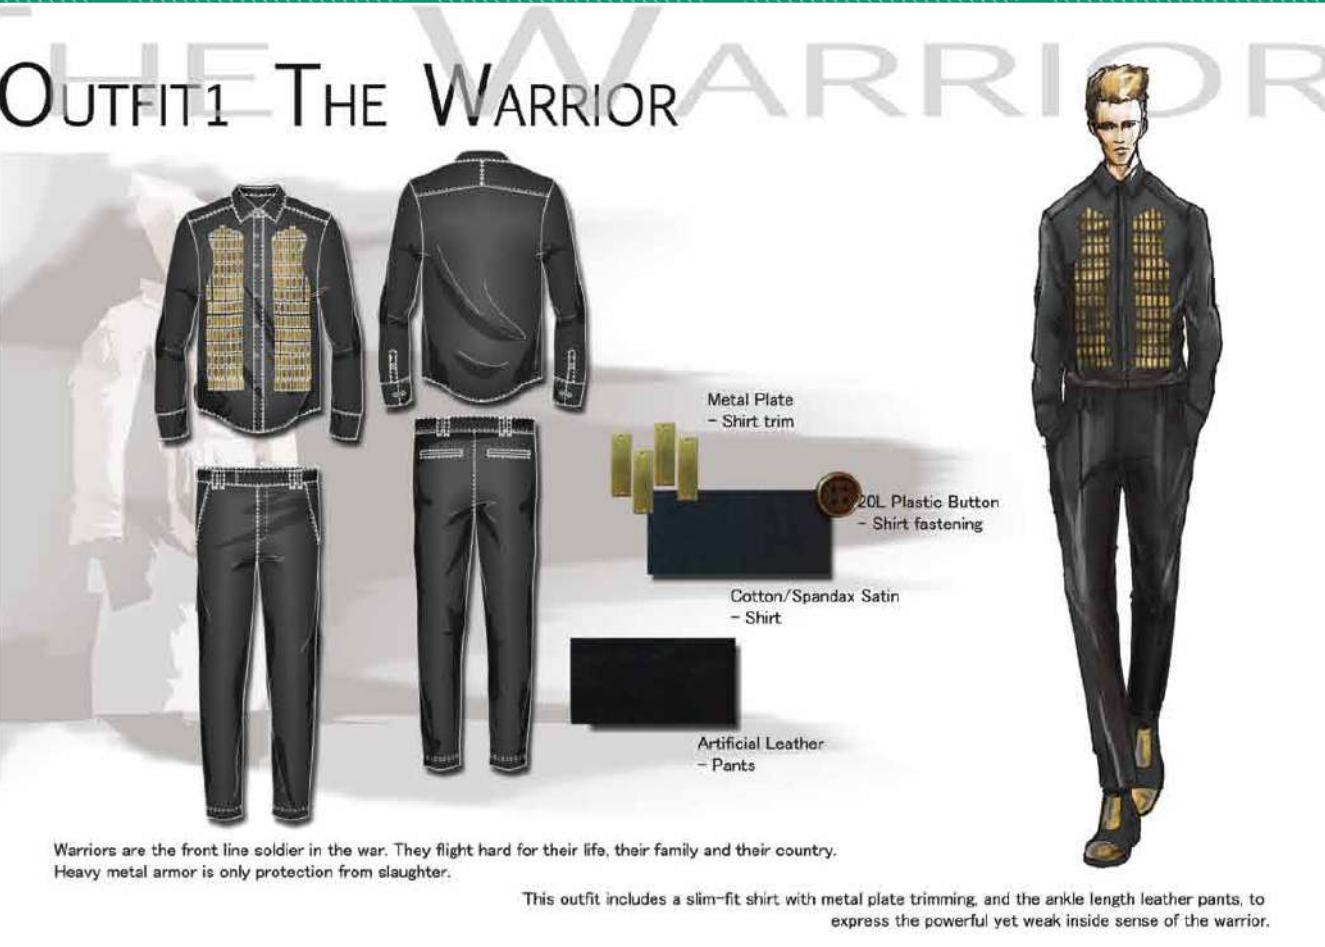 THE WARRIOR
OUTFIT1 THE WARRIOR
Metal Plate
- Shirt trim
20L Plastic Button
- Shirt fastening
Cotton/Spandax Satin
- Shirt
Artificial Leather
- Pants
Warriors are the front line soldier in the war. They flight hard for their life, their family and their country.
Heavy metal armor is only protection from slaughter.
This outfit includes a slim-fit shirt with metal plate trimming, and the ankle length leather pants, to
express the powerful yet weak inside sense of the warrior.